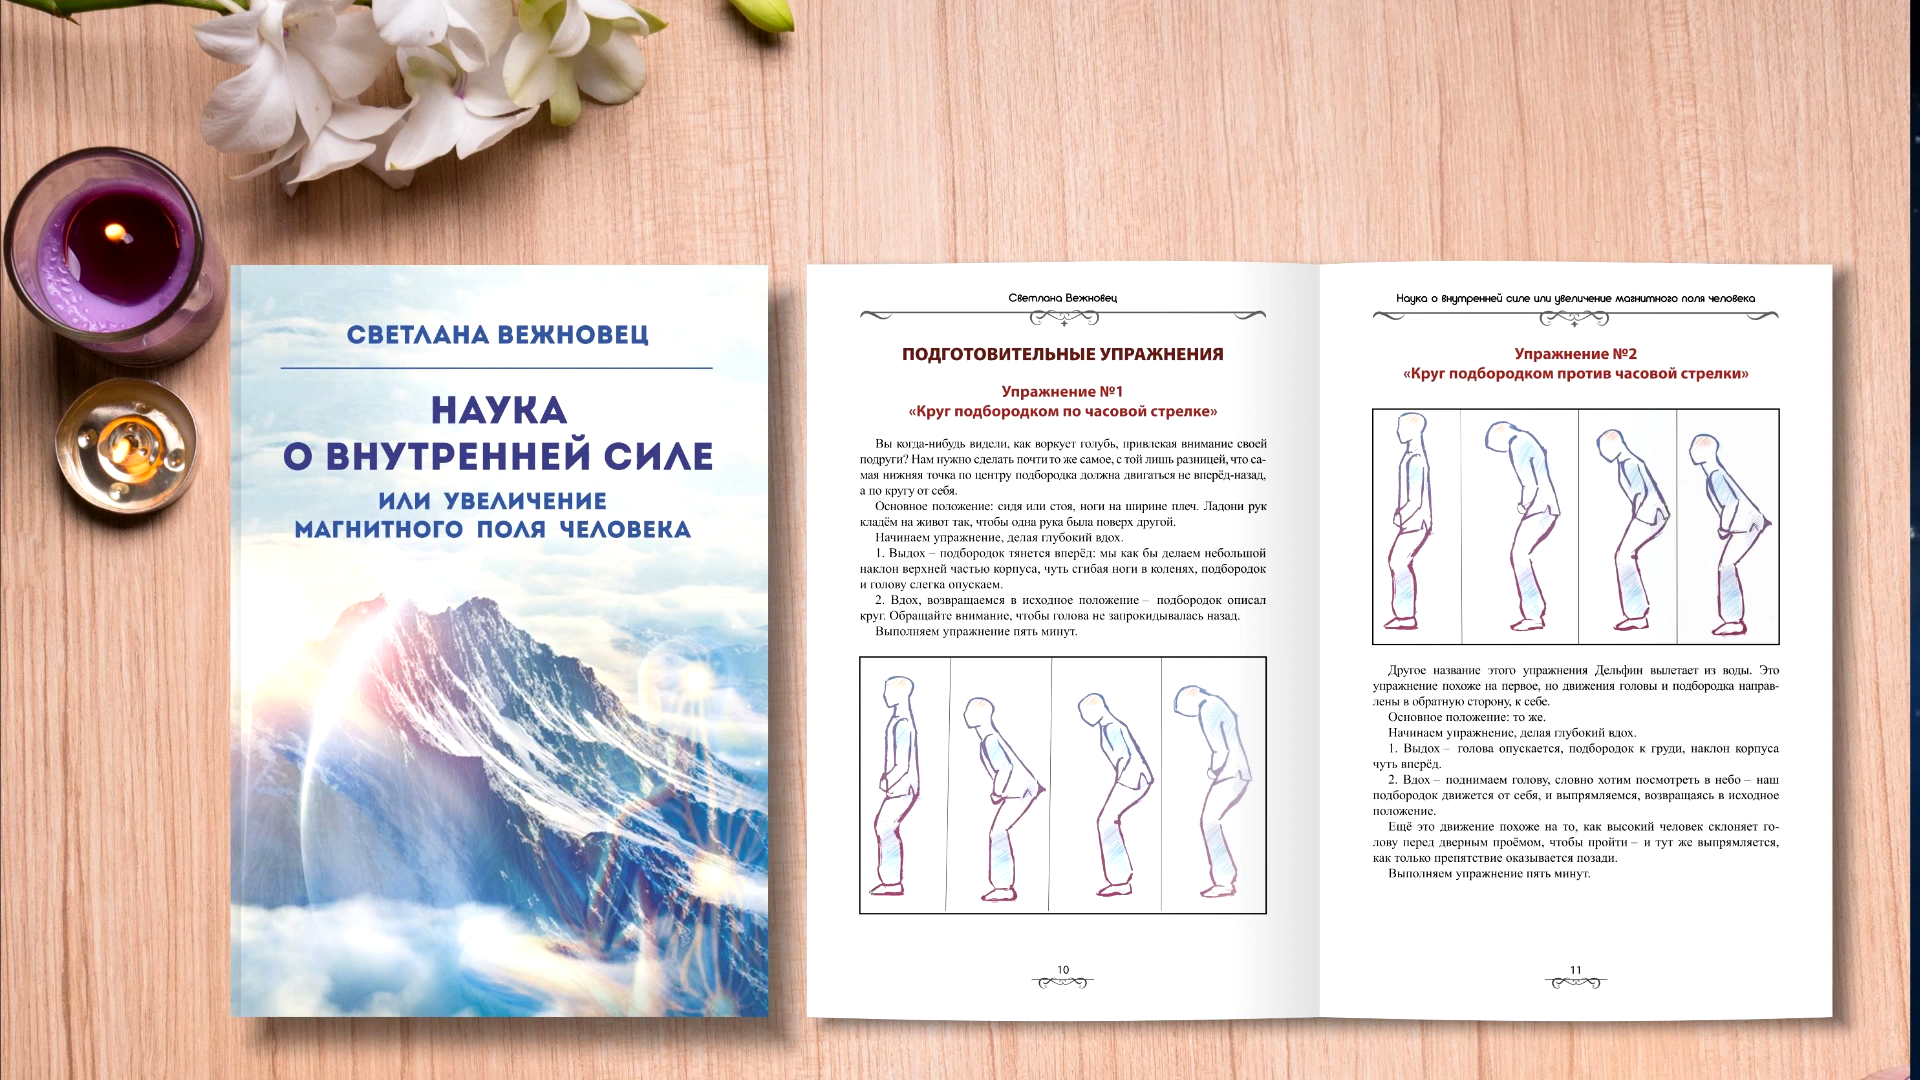 СВЕТЛАНА ВЕЖНОВЕЦ
НАУКА
О ВНУТРЕННЕЙ СИЛЕ
ИЛИ УВЕЛИЧЕНИЕ
МАГНИТНОГО ПОЛЯ ЧЕЛОВЕКА
Светлана Вежновец
ПОДГОТОВИТЕЛЬНЫЕ УПРАЖНЕНИЯ
Упражнение №1
«Круг подбородком по часовой стрелке»
Вы когда-нибудь видели, как воркует голубь, привлекая внимание своей
подруги? Нам нужно сделать почти то же самое, с той лишь разницей, что са-
мая нижняя точка по центру подбородка должна двигаться не вперёд-назад,
а по кругу от себя.
Основное положение: сидя или стоя, ноги на ширине плеч. Ладони рук
кладём на живот так, чтобы одна рука была поверх другой.
Начинаем упражнение, делая глубокий вдох.
1. Выдох – подбородок тянется вперёд: мы как бы делаем небольшой
наклон верхней частью корпуса, чуть сгибая ноги в коленях, подбородок
и голову слегка опускаем.
2. Вдох, возвращаемся в исходное положение – подбородок описал
круг. Обращайте внимание, чтобы голова не запрокидывалась назад.
Выполняем упражнение пять минут.
10
Наука о внутренней силе или увеличение магнитного поля человека
Упражнение №2
«Круг подбородком против часовой стрелки»
Другое название этого упражнения Дельфин вылетает из воды. Это
упражнение похоже на первое, но движения головы и подбородка направ-
лены в обратную сторону, к себе.
Основное положение: то же.
Начинаем упражнение, делая глубокий вдох.
1. Выдох – голова опускается, подбородок к груди, наклон корпуса
чуть вперёд.
2. Вдох – поднимаем голову, словно хотим посмотреть в небо – наш
подбородок движется от себя, и выпрямляемся, возвращаясь в исходное
положение.
Ещё это движение похоже на то, как высокий человек склоняет го-
лову перед дверным проёмом, чтобы пройти – и тут же выпрямляется,
как только препятствие оказывается позади.
Выполняем упражнение пять минут.
11